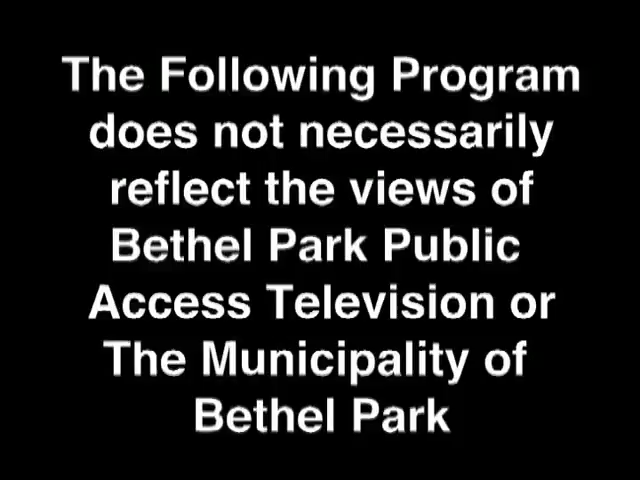 The Following Program
does not necessarily
reflect the views of
Bethel Park Public
Access Television or
The Municipality of
Bethel Park